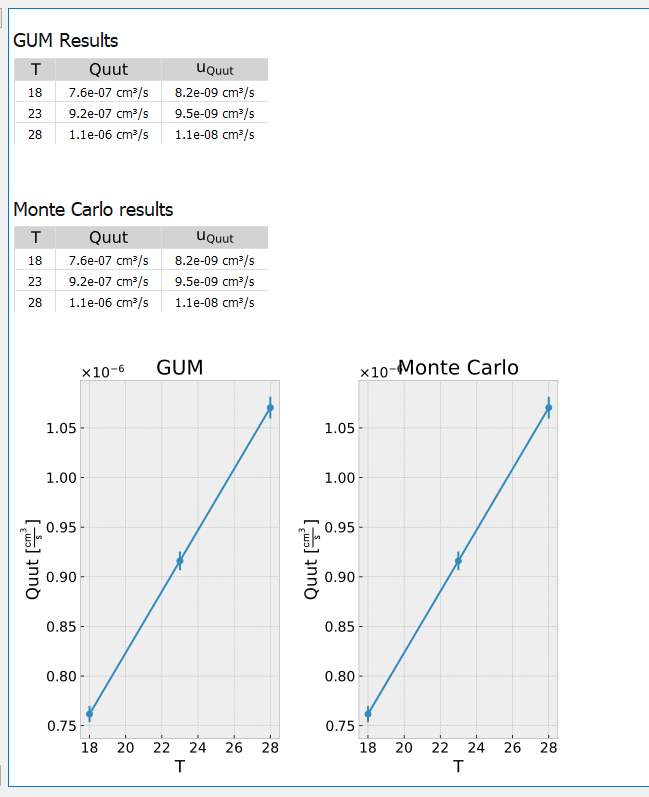 GUM Results
T Quut uQuut
18 7.6e-07 cm³/s 8.2e-09 cm³/s
23 9.2e-07 cm³/s 9.5e-09 cm³/s
28 1.1e-06 cm³/s 1.1e-08 cm³/s
Monte Carlo results
T Quut uQuut
18 7.6e-07 cm³/s 8.2e-09 cm³/s
23 9.2e-07 cm³/s 9.5e-09 cm³/s
28 1.1e-06 cm³/s 1.1e-08 cm³/s
×10⁻⁶ GUM
1.05
1.00
0.95
0.90
0.85
0.80
0.75
Quut [cm³/s]
18 20 22 24 26 28
T
×10⁻⁶ Monte Carlo
1.05
1.00
0.95
0.90
0.85
0.80
0.75
Quut [cm³/s]
18 20 22 24 26 28
T